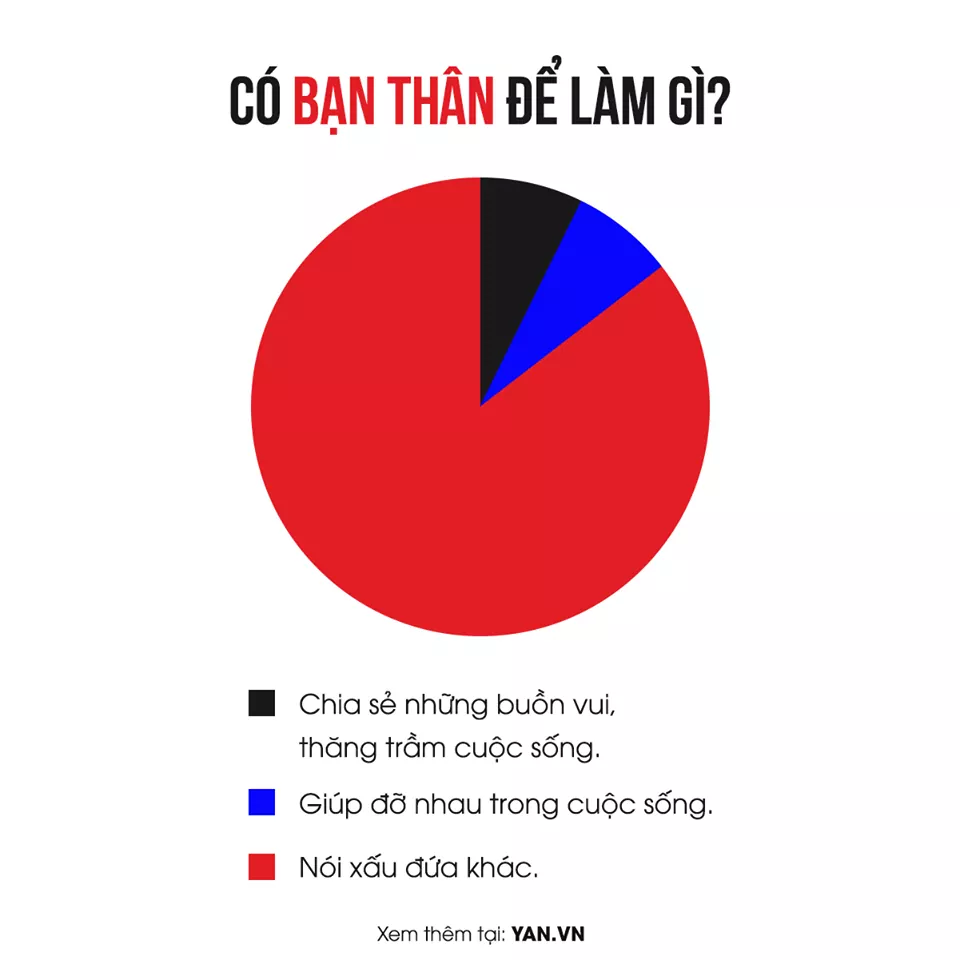 CÓ BẠN THÂN ĐỂ LÀM GÌ?
Chia sẻ những buồn vui,
thăng trầm cuộc sống.
Giúp đỡ nhau trong cuộc sống.
Nói xấu đứa khác.
Xem thêm tại: YAN.VN